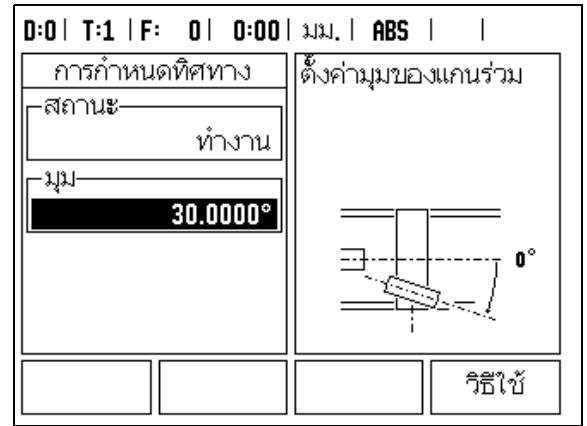 D:0 | T:1 | F: 0 | 0:00 | มม. | ABS | |
การกำหนดทิศทาง
สถานะ
ทำงาน
มุม
30.0000°
ตั้งค่ามุมของแกนร่วม
0°
วิธีใช้